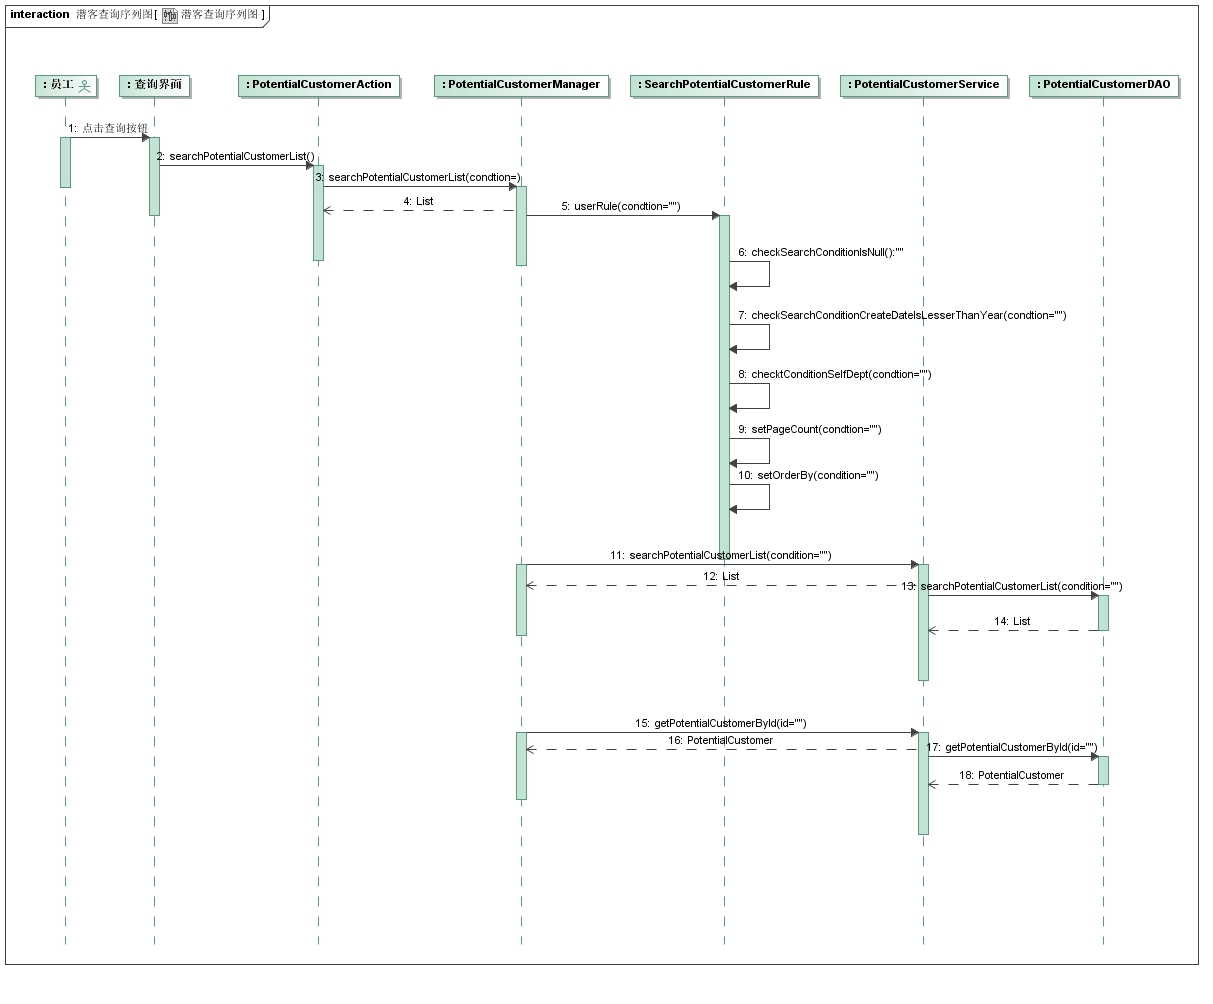 interaction 潜客查询序列图[ 潜客查询序列图 ]
: 员工
: 查询界面
: PotentialCustomerAction
: PotentialCustomerManager
: SearchPotentialCustomerRule
: PotentialCustomerService
: PotentialCustomerDAO
1: 点击查询按钮
2: searchPotentialCustomerList()
3: searchPotentialCustomerList(condtion=)
4: List
5: userRule(condtion="")
6: checkSearchConditionIsNull():""
7: checkSearchConditionCreateDateIsLesserThanYear(condtion="")
8: checktConditionSelfDept(condtion="")
9: setPageCount(condtion="")
10: setOrderBy(condition="")
11: searchPotentialCustomerList(condition="")
12: List
13: searchPotentialCustomerList(condition="")
14: List
15: getPotentialCustomerById(id="")
16: PotentialCustomer
17: getPotentialCustomerById(id="")
18: PotentialCustomer